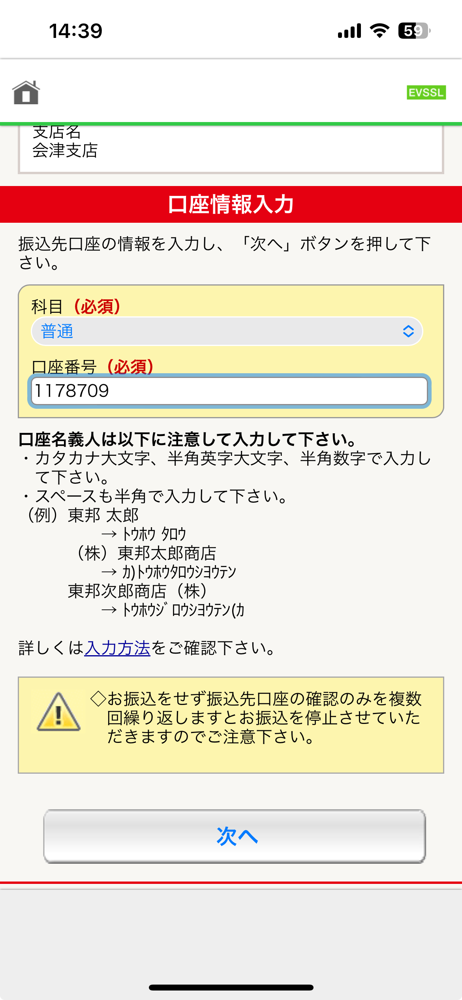 14:39
59
EVSSL
支店名
会津支店
口座情報入力
振込先口座の情報を入力し、「次へ」ボタンを押して下
さい。
科目（必須）
普通
口座番号（必須）
1178709
口座名義人は以下に注意して入力して下さい。
・カタカナ大文字、半角英字大文字、半角数字で入力し
て下さい。
・スペースも半角で入力して下さい。
（例）東邦 太郎
→ ﾄｳﾎｳ ﾀﾛｳ
（株）東邦太郎商店
→ ｶ)ﾄｳﾎｳﾀﾛｳｼﾖｳﾃﾝ
東邦次郎商店（株）
→ ﾄｳﾎｳｼﾞﾛｳｼﾖｳﾃﾝ(ｶ
詳しくは入力方法をご確認下さい。
◇お振込をせず振込先口座の確認のみを複数
回繰り返しますとお振込を停止させていた
だきますのでご注意下さい。
次へ